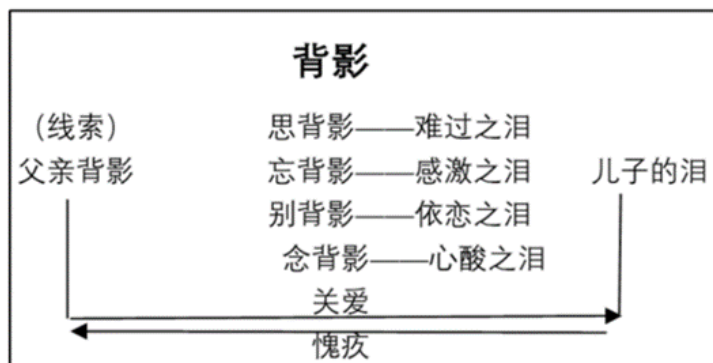 背影
（线索） 思背影——难过之泪
父亲背影 忘背影——感激之泪 儿子的泪
别背影——依恋之泪
念背影——心酸之泪
关爱
愧疚